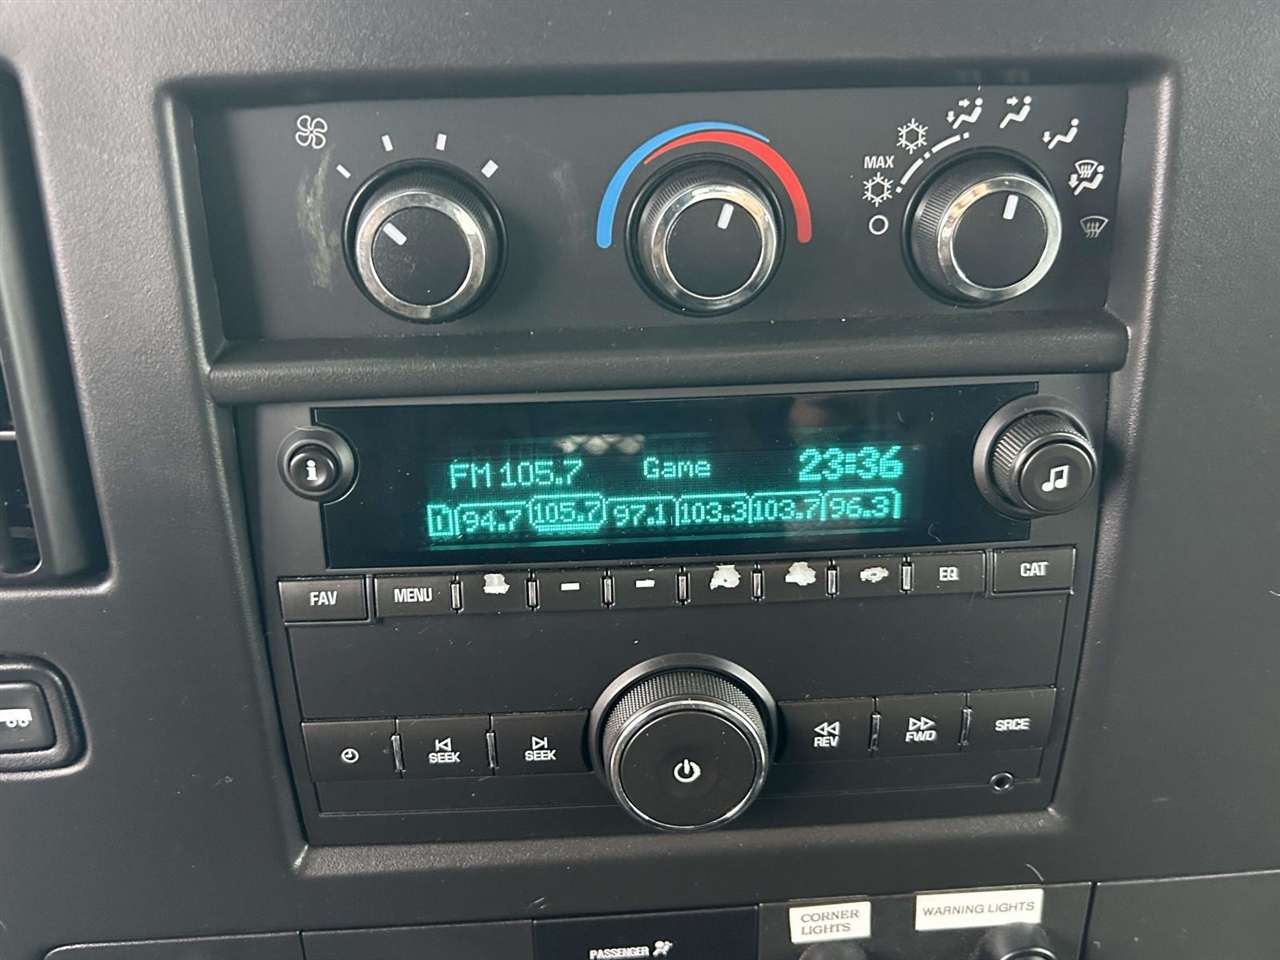 MAX
FM 105.7 Game 23:36
1 94.7 105.7 97.1 103.3 103.7 96.3
FAV MENU EQ CAT
SEEK SEEK REV FWD SRCE
CORNER
LIGHTS
WARNING LIGHTS
PASSENGER